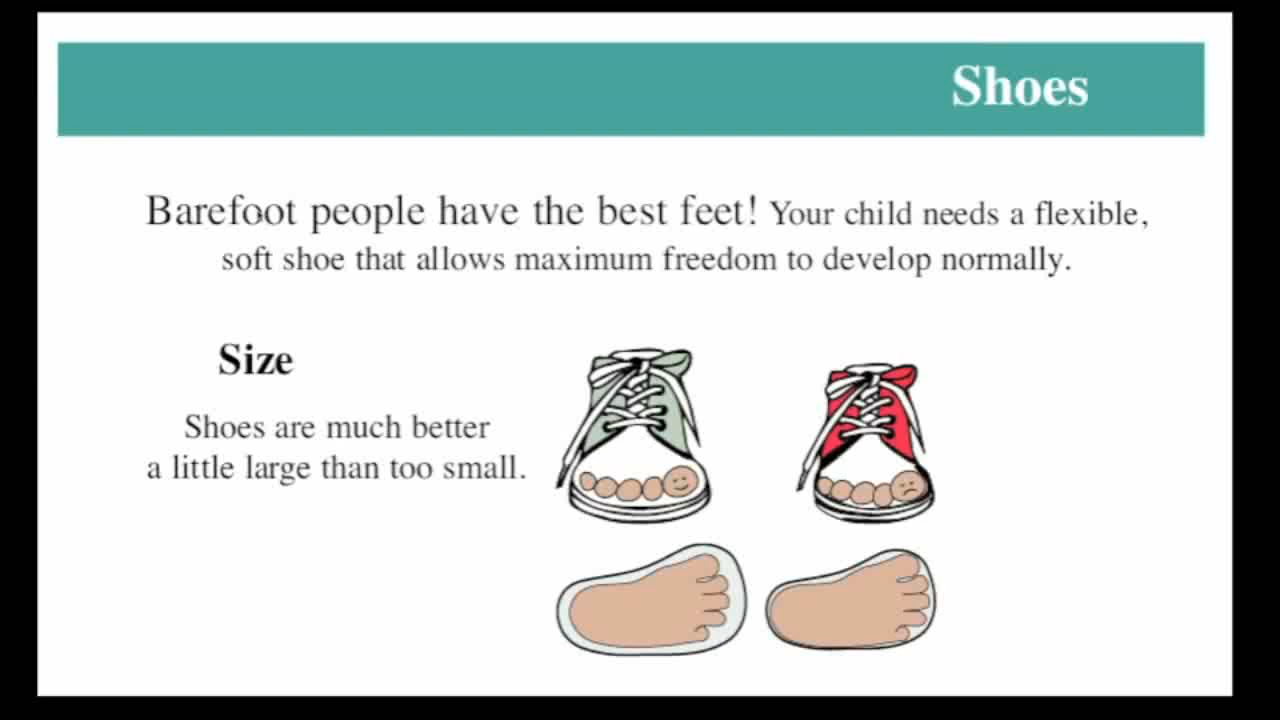 Shoes
Barefoot people have the best feet! Your child needs a flexible,
soft shoe that allows maximum freedom to develop normally.
Size
Shoes are much better
a little large than too small.